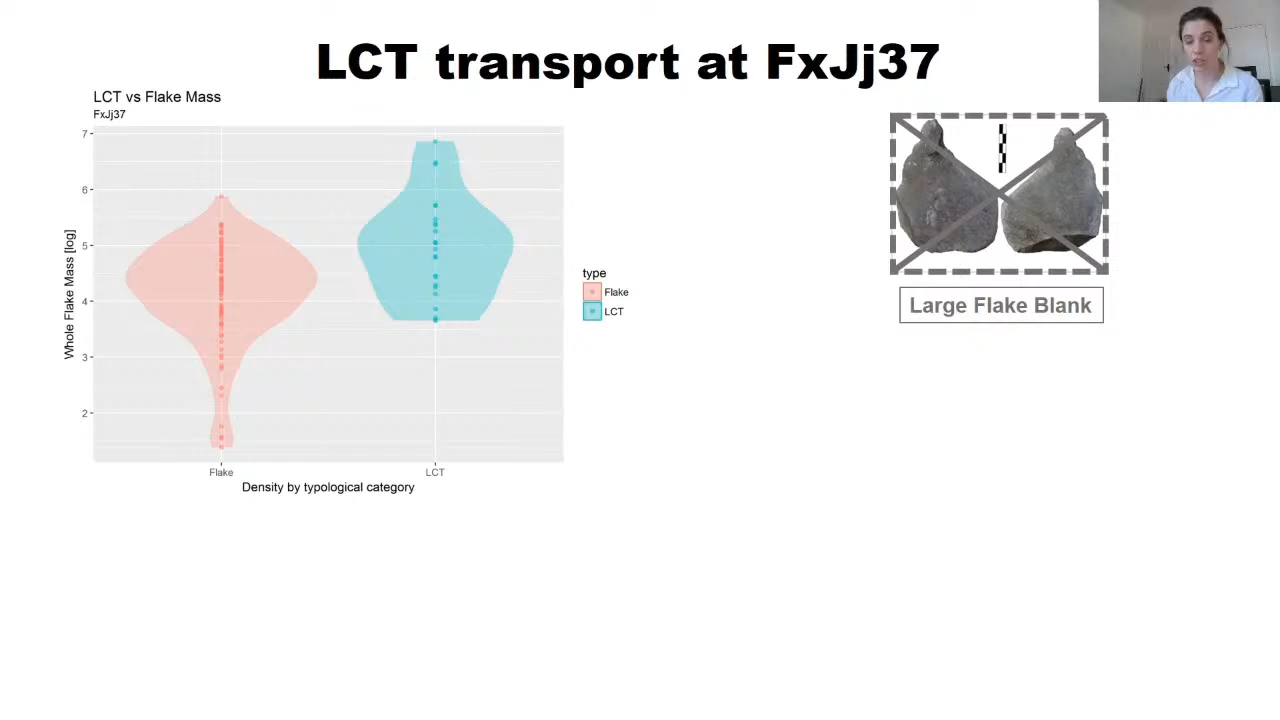 LCT transport at FxJj37
LCT vs Flake Mass
FxJj37
Whole Flake Mass [log]
7
6
5
4
3
2
Flake
LCT
Density by typological category
type
Flake
LCT
Large Flake Blank